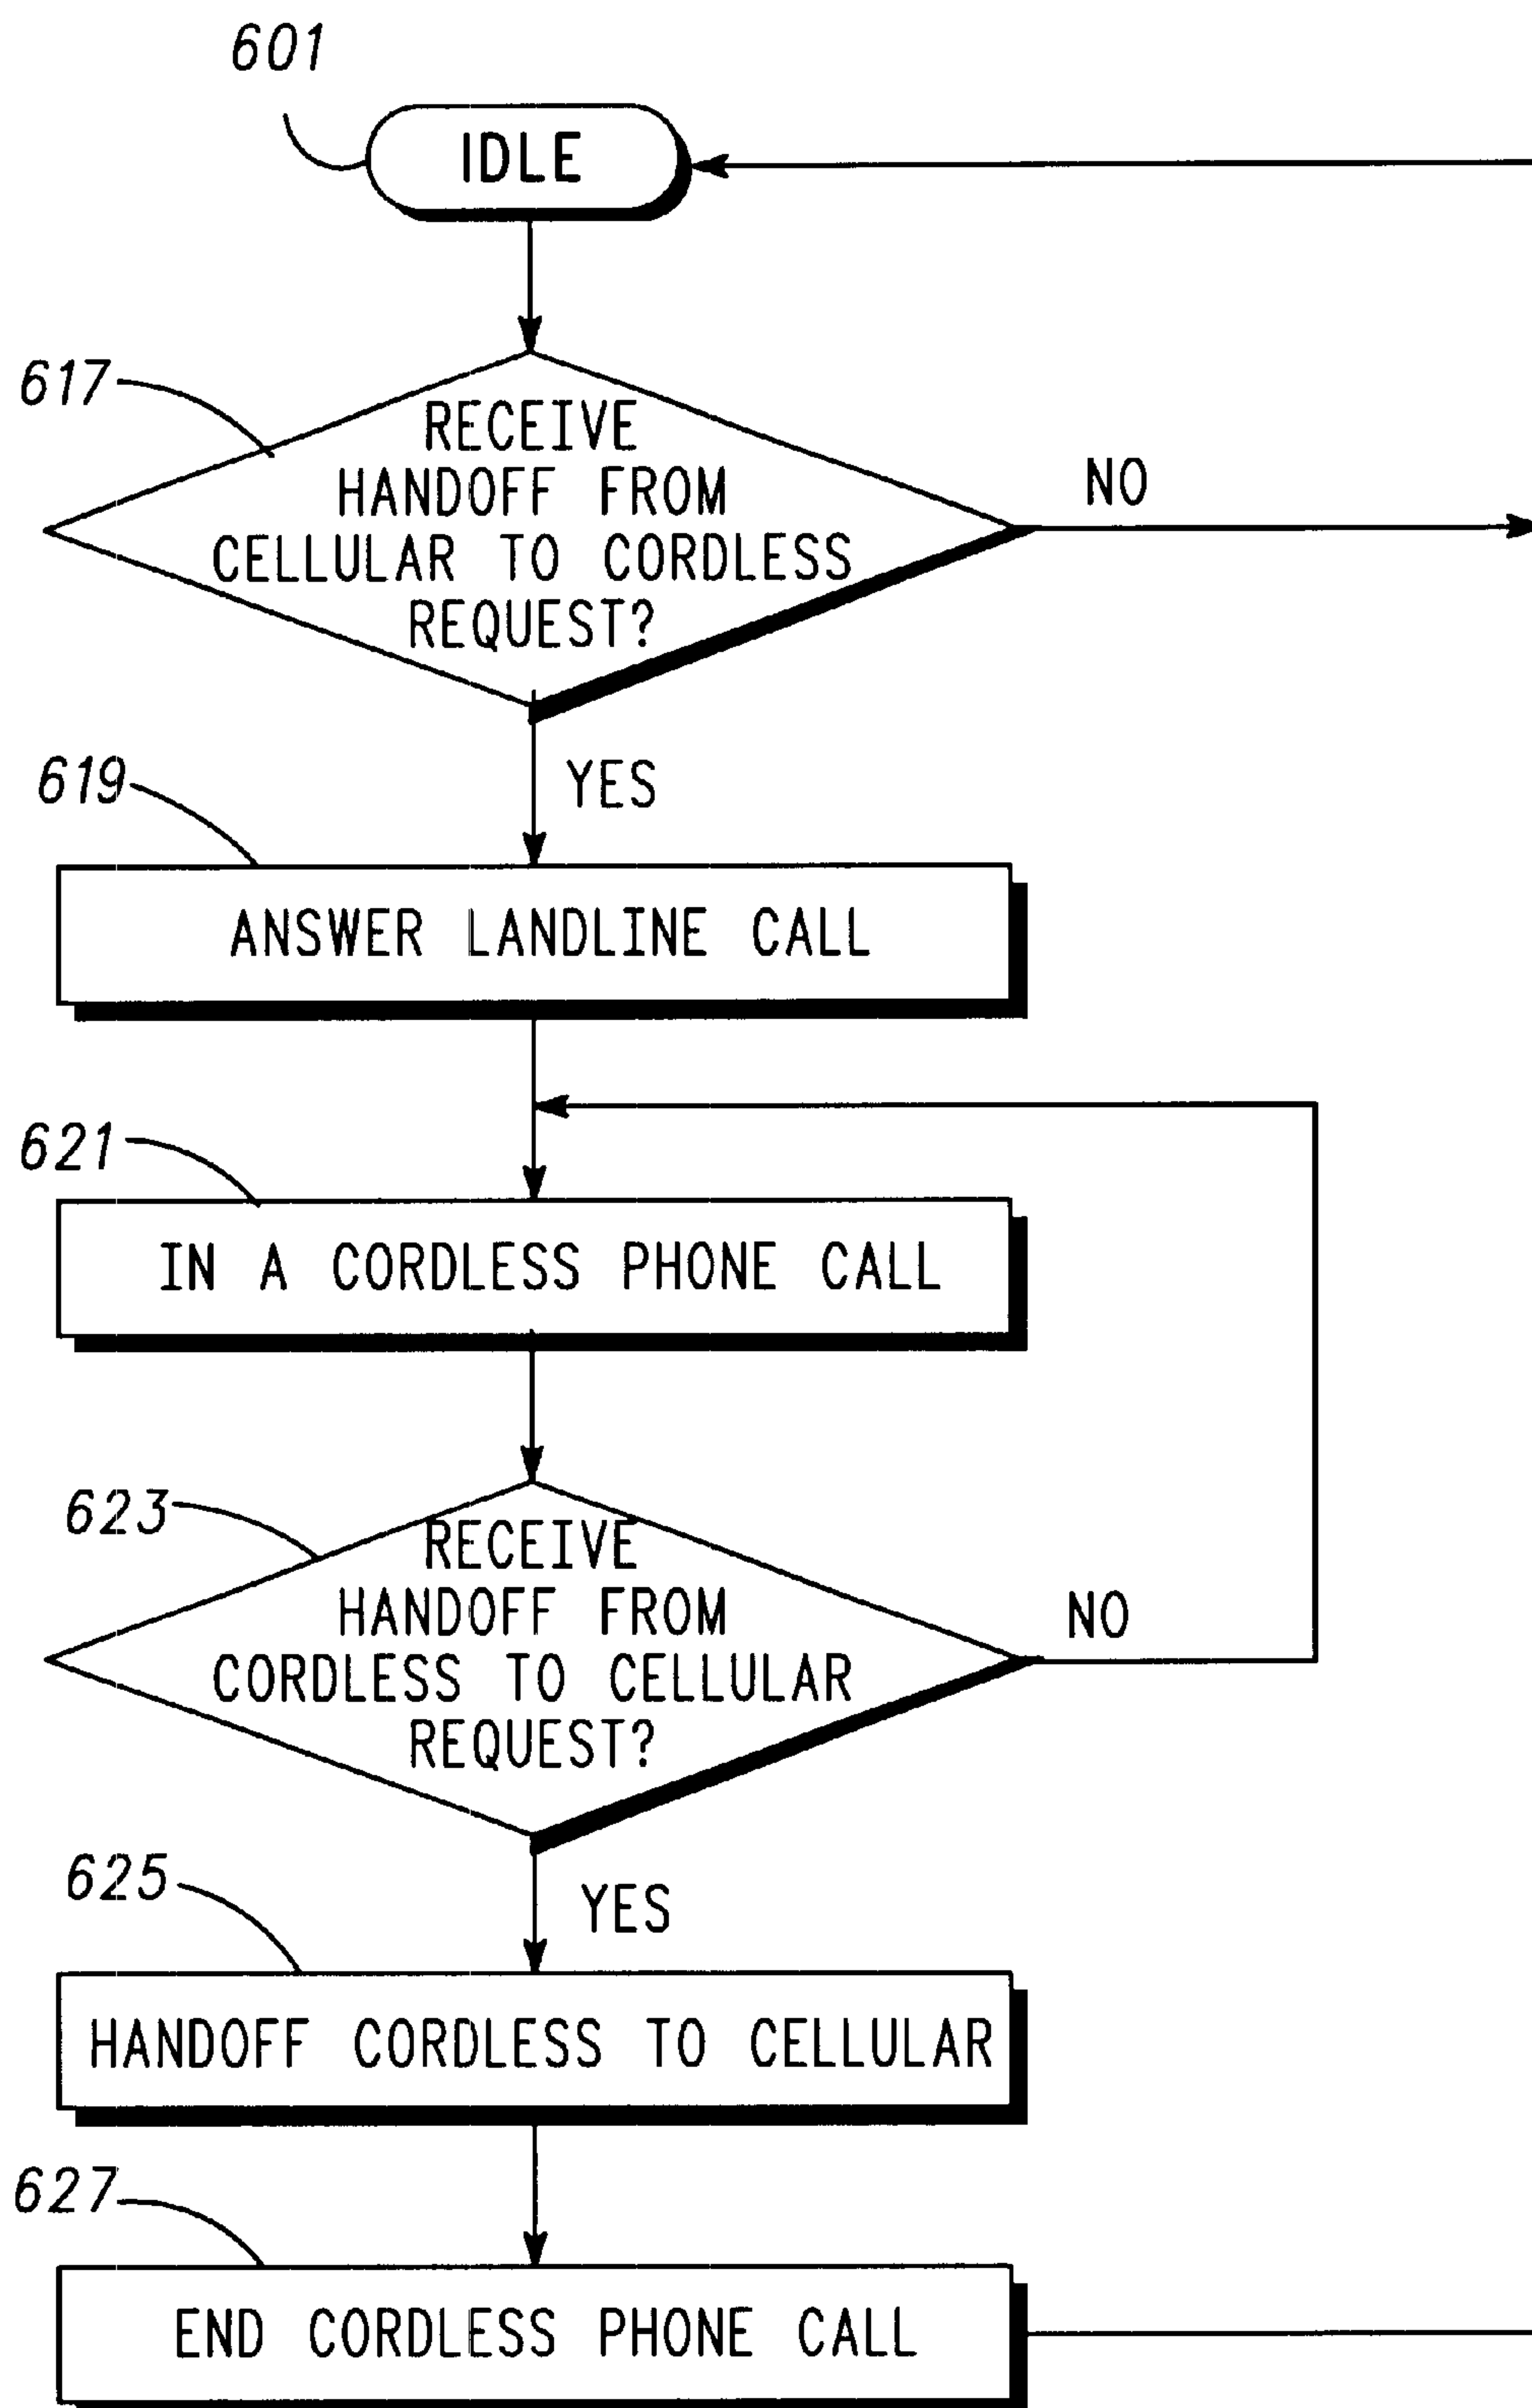 601
IDLE
617
RECEIVE
HANDOFF FROM
CELLULAR TO CORDLESS
REQUEST?
NO
YES
619
ANSWER LANDLINE CALL
621
IN A CORDLESS PHONE CALL
623
RECEIVE
HANDOFF FROM
CORDLESS TO CELLULAR
REQUEST?
NO
625
YES
HANDOFF CORDLESS TO CELLULAR
627
END CORDLESS PHONE CALL